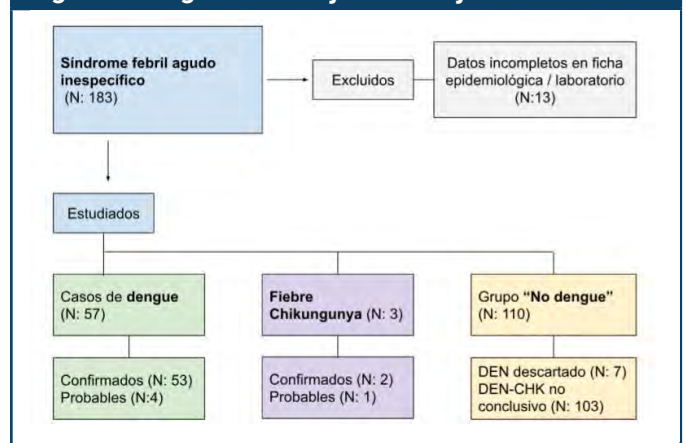 Síndrome febril agudo
inespecífico
(N: 183)
Excluidos
Datos incompletos en ficha
epidemiológica / laboratorio
(N:13)
Estudiados
Casos de dengue
(N: 57)
Fiebre
Chikungunya (N: 3)
Grupo “No dengue”
(N: 110)
Confirmados (N: 53)
Probables (N:4)
Confirmados (N: 2)
Probables (N: 1)
DEN descartado (N: 7)
DEN-CHK no
conclusivo (N: 103)